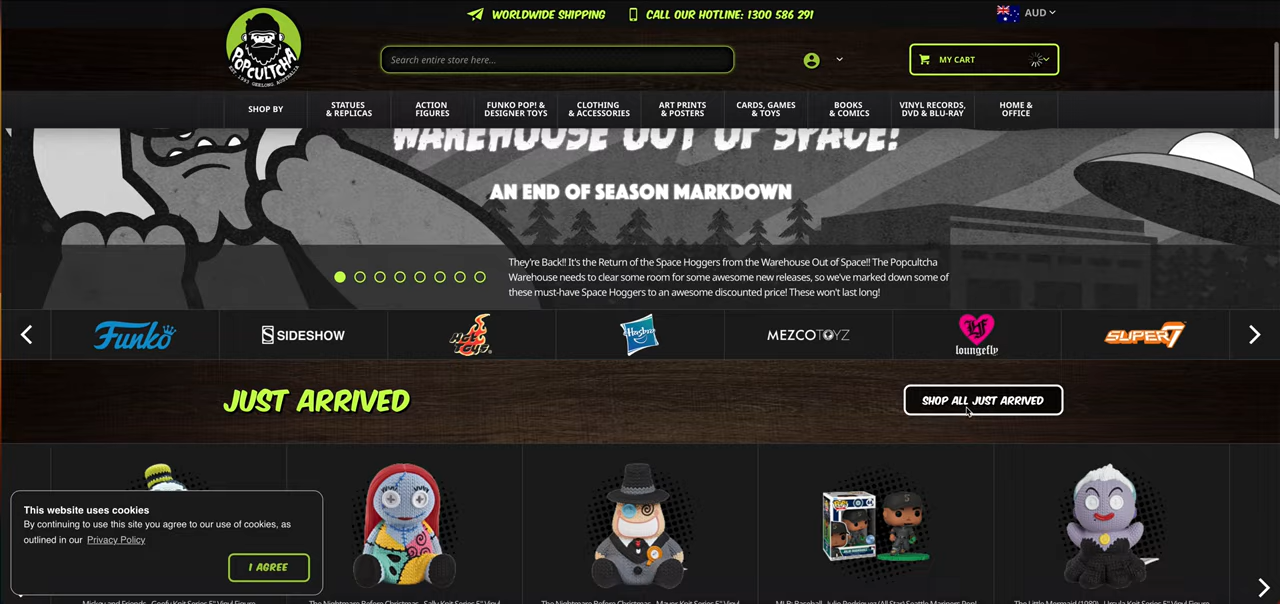 WORLDWIDE SHIPPING
CALL OUR HOTLINE: 1300 586 291
AUD
POPCULTCHA
EST. 1993 GEELONG, AUSTRALIA
Search entire store here...
MY CART
SHOP BY
STATUES
& REPLICAS
ACTION
FIGURES
FUNKO POP! &
DESIGNER TOYS
CLOTHING
& ACCESSORIES
ART PRINTS
& POSTERS
CARDS, GAMES
& TOYS
BOOKS
& COMICS
VINYL RECORDS,
DVD & BLU-RAY
HOME &
OFFICE
WAREHOUSE OUT OF SPACE!
AN END OF SEASON MARKDOWN
They're Back!! It's the Return of the Space Hoggers from the Warehouse Out of Space!! The Popcultcha
Warehouse needs to clear some room for some awesome new releases, so we've marked down some of
these must-have Space Hoggers to an awesome discounted price! These won't last long!
Funko
SIDESHOW
Hot Toys
Hasbro
MEZCO TOYZ
loungefly
SUPER7
JUST ARRIVED
SHOP ALL JUST ARRIVED
This website uses cookies
By continuing to use this site you agree to our use of cookies, as
outlined in our Privacy Policy
I AGREE